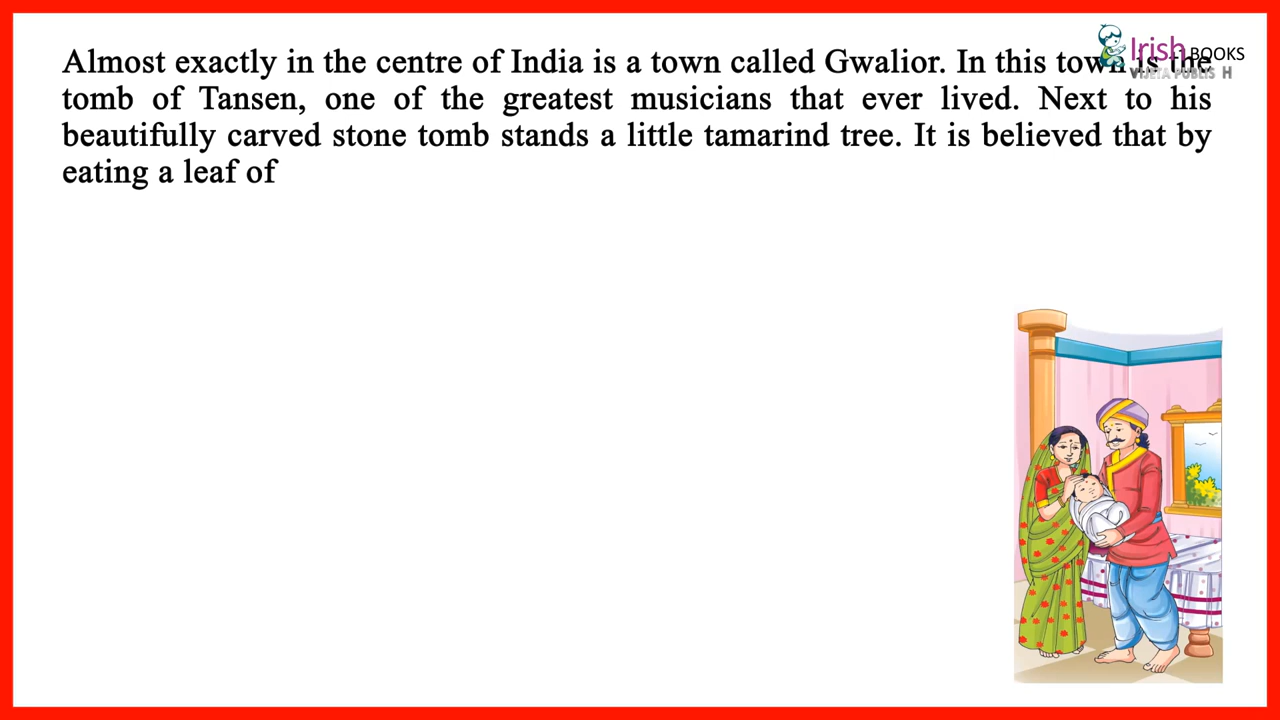 Almost exactly in the centre of India is a town called Gwalior. In this town is the
tomb of Tansen, one of the greatest musicians that ever lived. Next to his
beautifully carved stone tomb stands a little tamarind tree. It is believed that by
eating a leaf of
Irish BOOKS
VIJETA PUBLISH